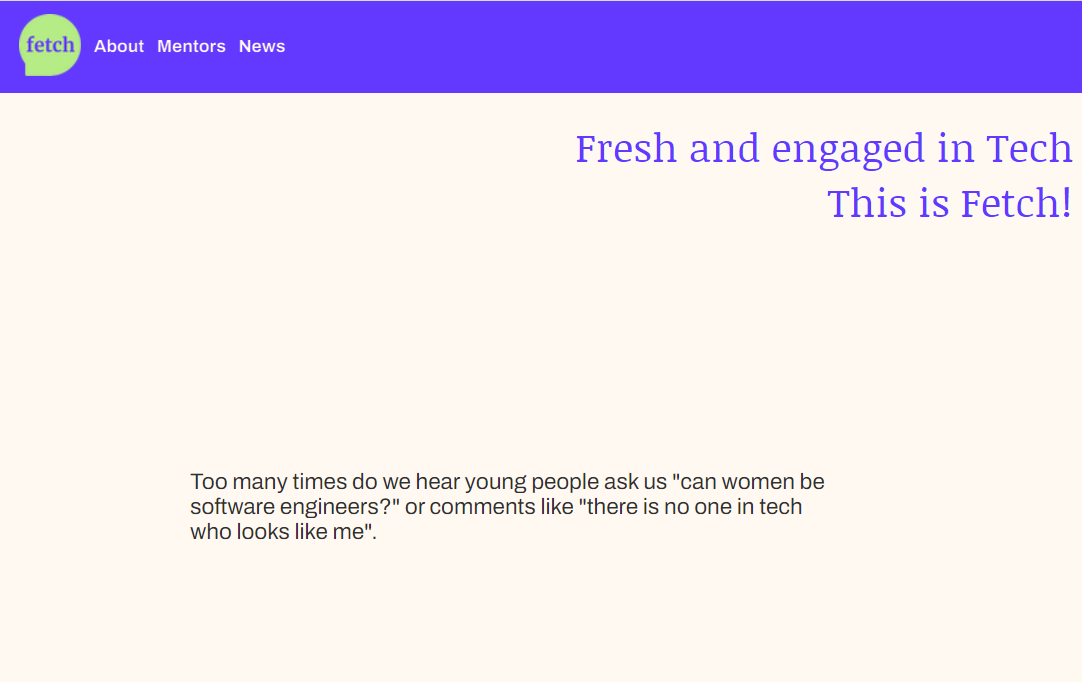 fetch
About Mentors News
Fresh and engaged in Tech
This is Fetch!
Too many times do we hear young people ask us "can women be
software engineers?" or comments like "there is no one in tech
who looks like me".